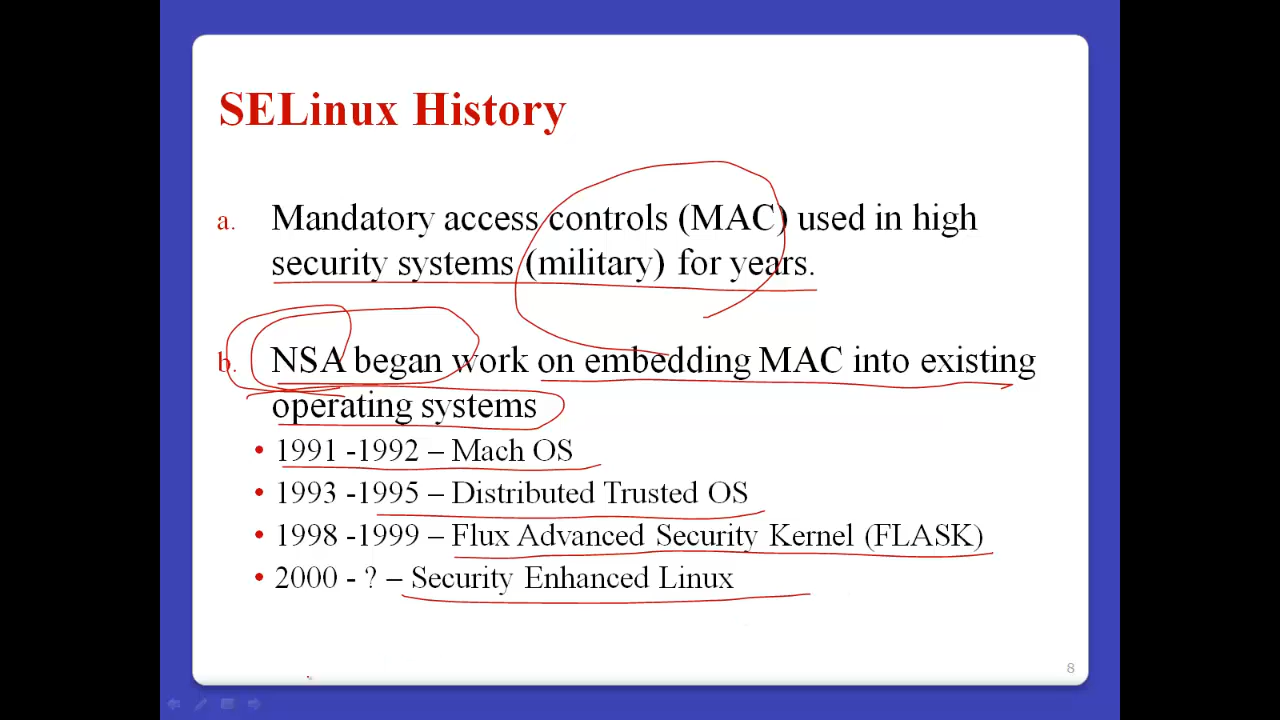 SELinux History
a. Mandatory access controls (MAC) used in high
security systems (military) for years.
b. NSA began work on embedding MAC into existing
operating systems
• 1991 -1992 – Mach OS
• 1993 -1995 – Distributed Trusted OS
• 1998 -1999 – Flux Advanced Security Kernel (FLASK)
• 2000 - ? – Security Enhanced Linux
8